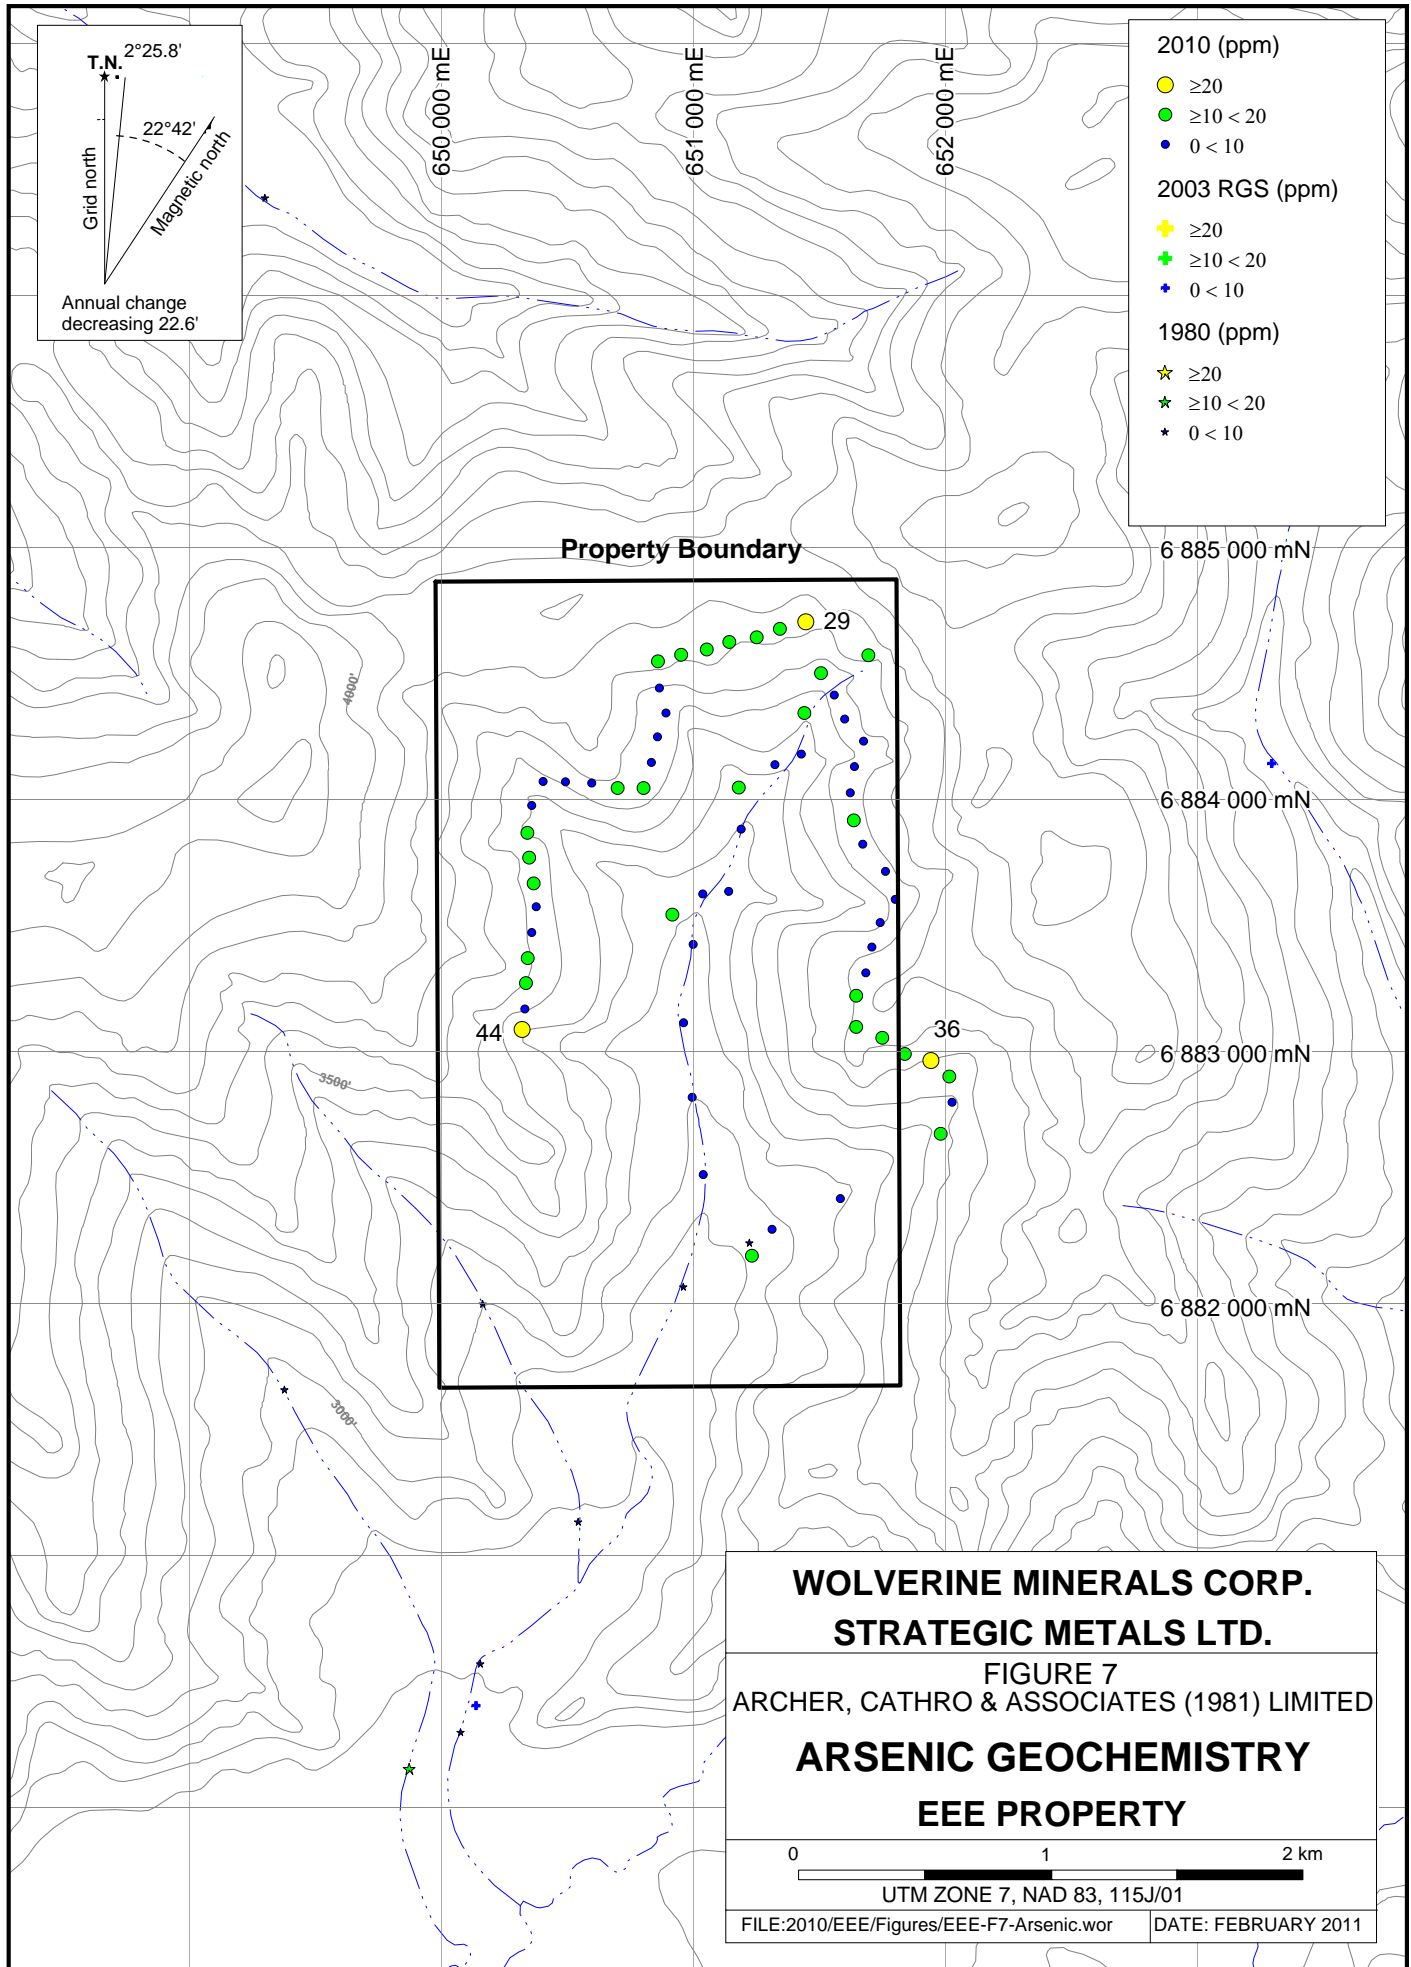 T.N.
2°25.8'
22°42'
Grid north
Magnetic north
Annual change
decreasing 22.6'
650 000 mE
651 000 mE
652 000 mE
2010 (ppm)
≥20
≥10 < 20
0 < 10
2003 RGS (ppm)
≥20
≥10 < 20
0 < 10
1980 (ppm)
≥20
≥10 < 20
0 < 10
Property Boundary
6 885 000 mN
29
4000'
6 884 000 mN
44
36
6 883 000 mN
3500'
6 882 000 mN
3000'
WOLVERINE MINERALS CORP.
STRATEGIC METALS LTD.
FIGURE 7
ARCHER, CATHRO & ASSOCIATES (1981) LIMITED
ARSENIC GEOCHEMISTRY
EEE PROPERTY
0 1 2 km
UTM ZONE 7, NAD 83, 115J/01
FILE:2010/EEE/Figures/EEE-F7-Arsenic.wor
DATE: FEBRUARY 2011